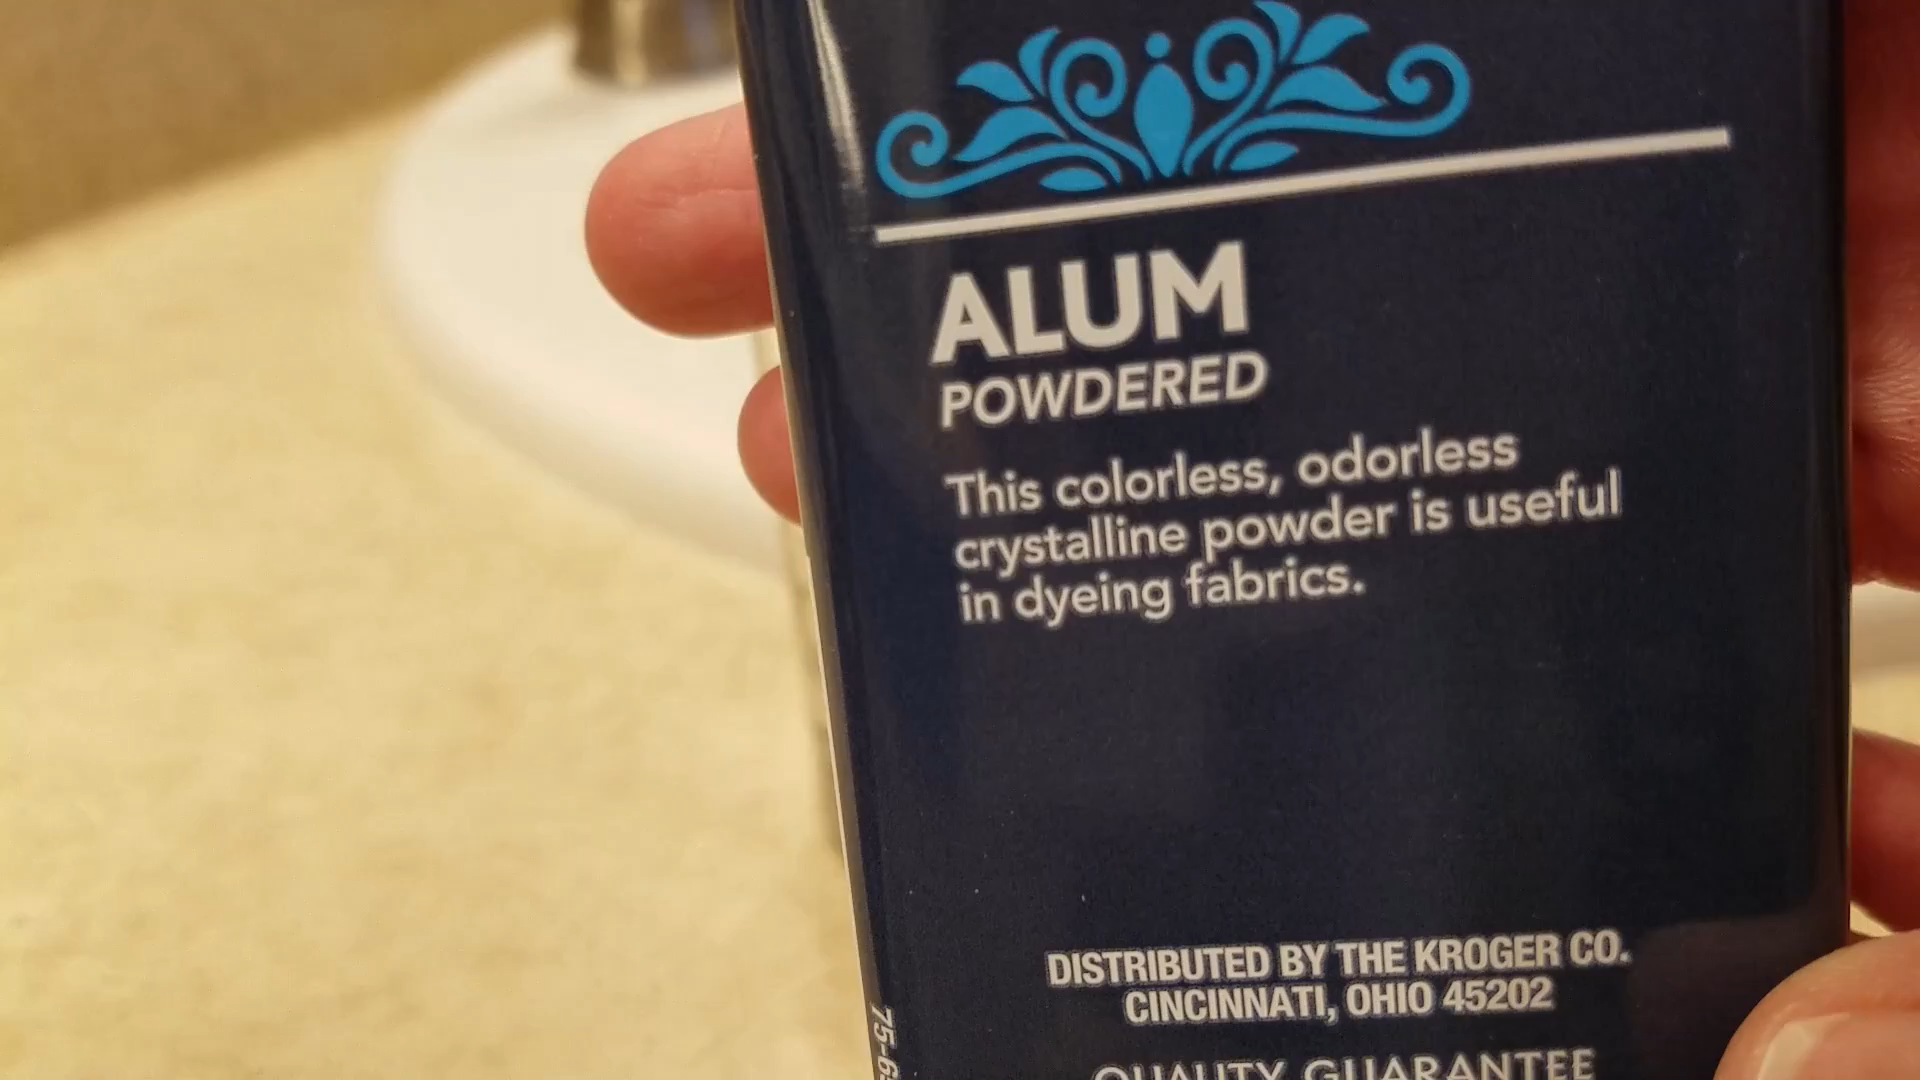 ALUM
POWDERED
This colorless, odorless
crystalline powder is useful
in dyeing fabrics.
DISTRIBUTED BY THE KROGER CO.
CINCINNATI, OHIO 45202
QUALITY GUARANTEE